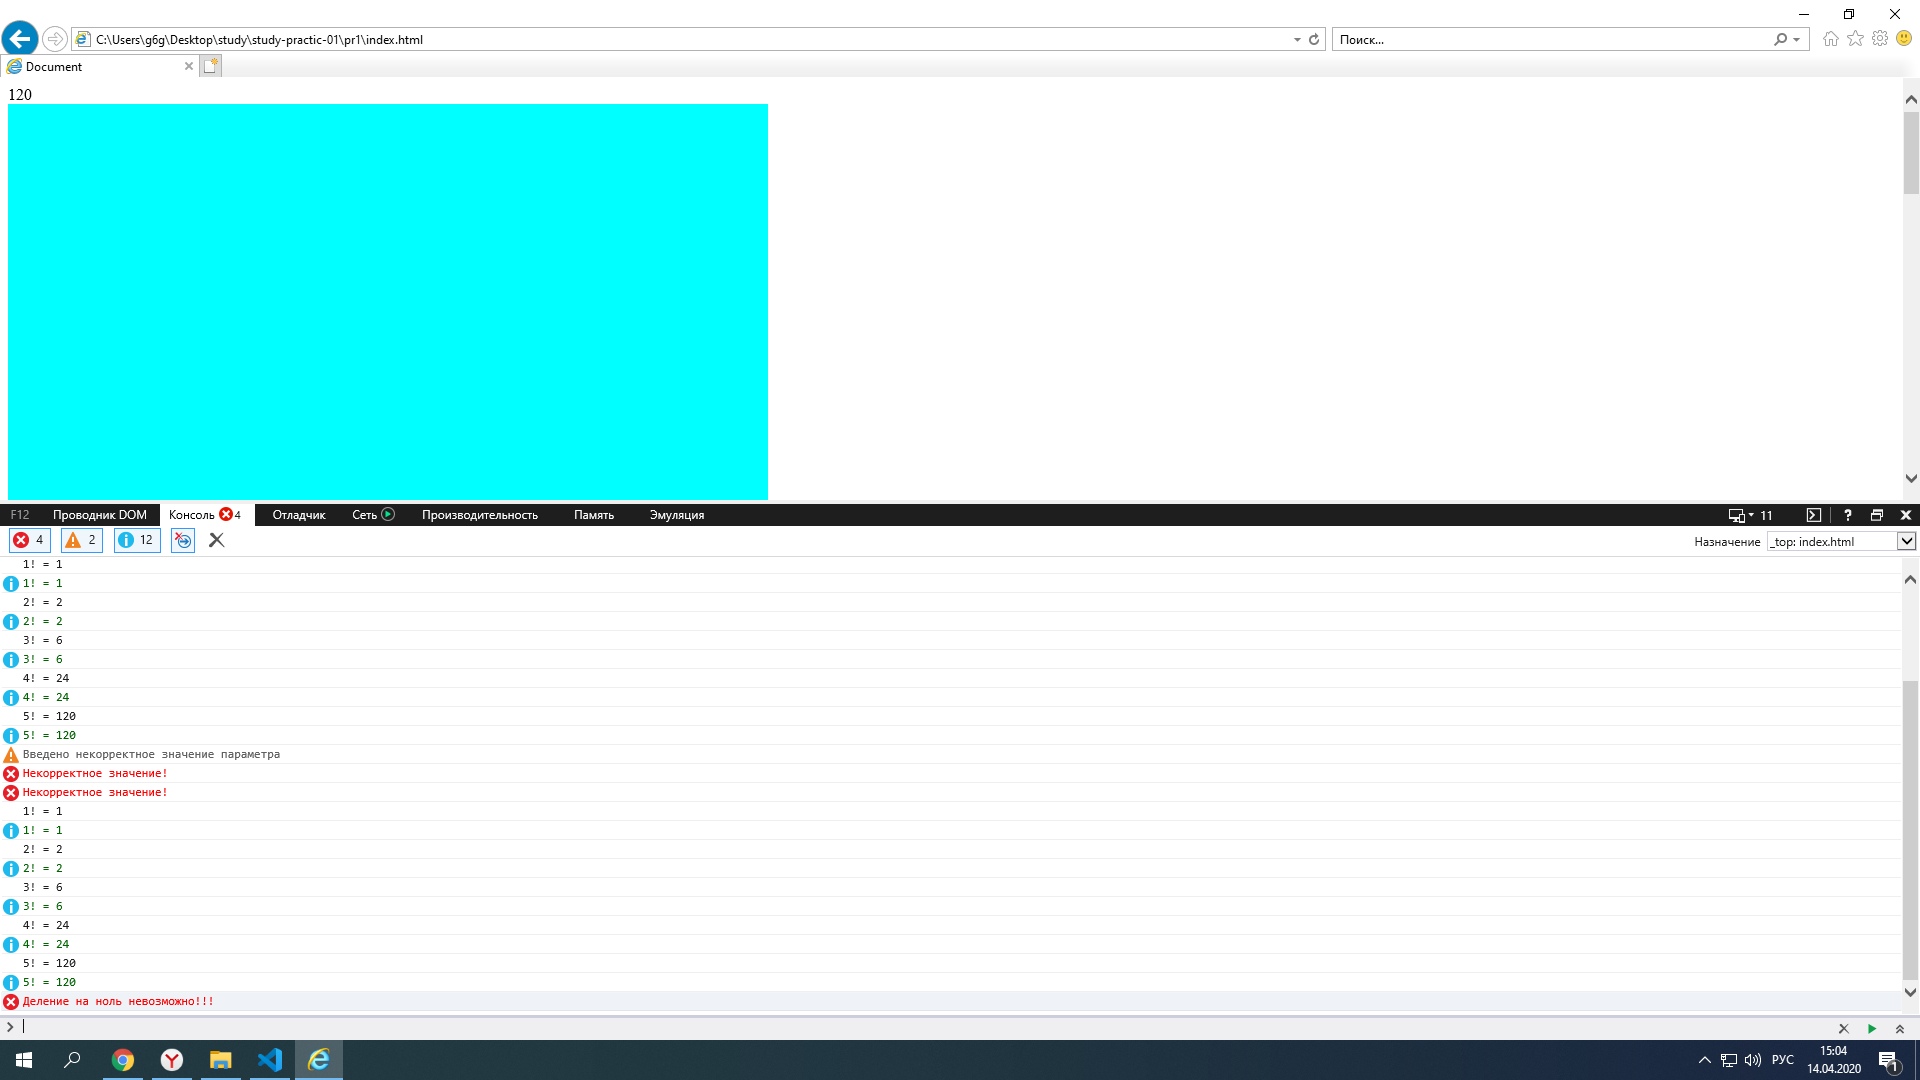 C:\Users\g6g\Desktop\study\study-practic-01\pr1\index.html
Поиск...
Document
120
F12 Проводник DOM Консоль 4 Отладчик Сеть Производительность Память Эмуляция 11 ?
4 2 12 Назначение _top: index.html
1! = 1
1! = 1
2! = 2
2! = 2
3! = 6
3! = 6
4! = 24
4! = 24
5! = 120
5! = 120
Введено некорректное значение параметра
Некорректное значение!
Некорректное значение!
1! = 1
1! = 1
2! = 2
2! = 2
3! = 6
3! = 6
4! = 24
4! = 24
5! = 120
5! = 120
Деление на ноль невозможно!!!
РУС 15:04
14.04.2020 1